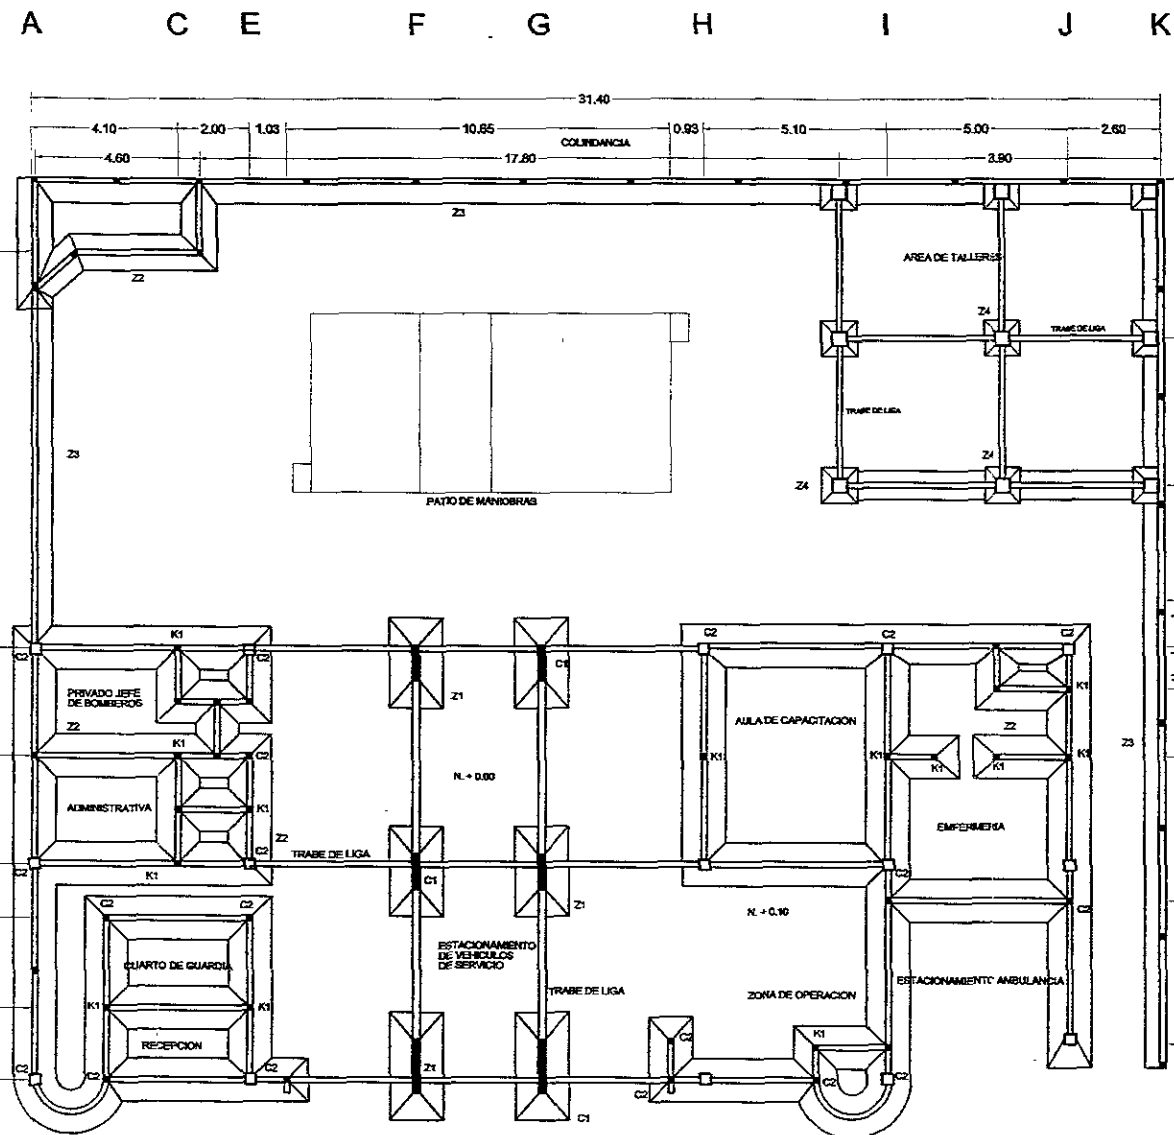 A C E F G H I J K
31.40
4.10 2.00 1.03 10.65 0.93 5.10 5.00 2.60
COLINDANCIA
4.60 17.80 3.90
Z3
AREA DE TALLERES
Z2
Z4 TRABE DE LIGA
TRABE DE LIGA
Z3
Z4
Z4
PATIO DE MANIOBRAS
K1 C2 C2 C2
C2 C2 C1
K1
PRIVADO JEFE
DE BOMBEROS
Z1
AULA DE CAPACITACION
Z2 Z2
K1 Z3
C2 K1 K1 K1
K1
N. + 0.00
ADMINISTRATIVA K1
EMFERMERIA
Z2
C2 TRABE DE LIGA
C2 K1 C1 C2
C2 C2 Z1 N. + 0.10 C2
ESTACIONAMIENTO
DE VEHICULOS
DE SERVICIO
CUARTO DE GUARDIA
ESTACIONAMIENTO AMBULANCIA
TRABE DE LIGA ZONA DE OPERACION
K1 K1
K1
RECEPCION C2
C2 C2 C2 Z1 C2 C2
C2
C1